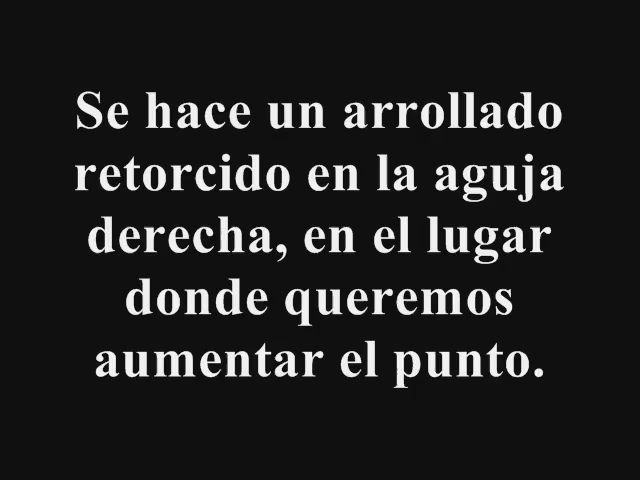 Se hace un arrollado
retorcido en la aguja
derecha, en el lugar
donde queremos
aumentar el punto.